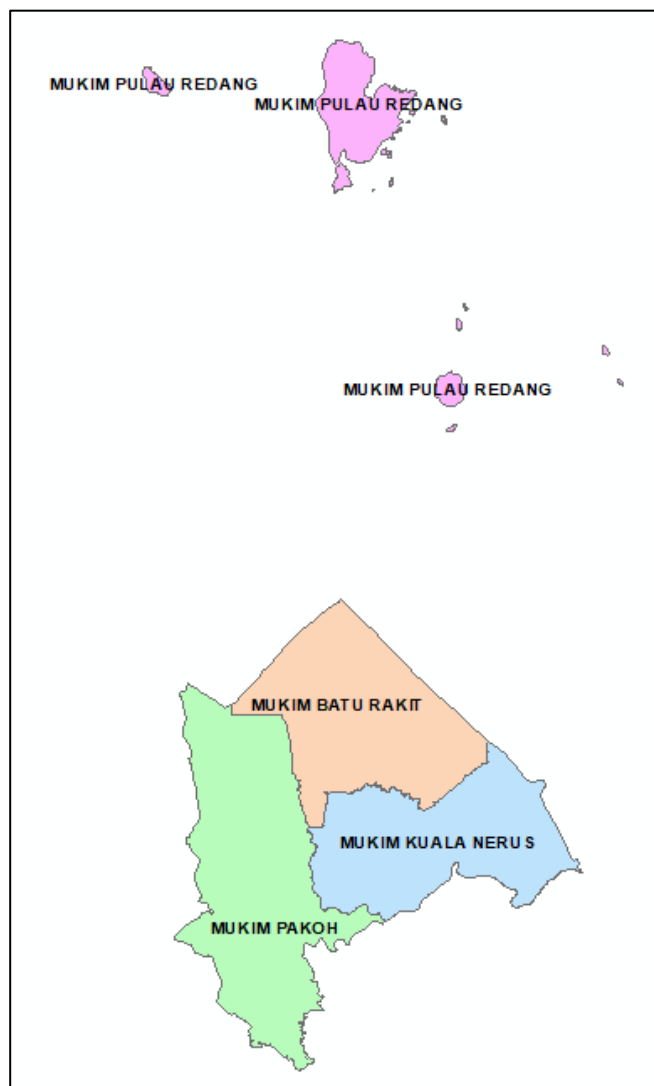 MUKIM PULAU REDANG
MUKIM PULAU REDANG
MUKIM PULAU REDANG
MUKIM BATU RAKIT
MUKIM KUALA NERUS
MUKIM PAKOH